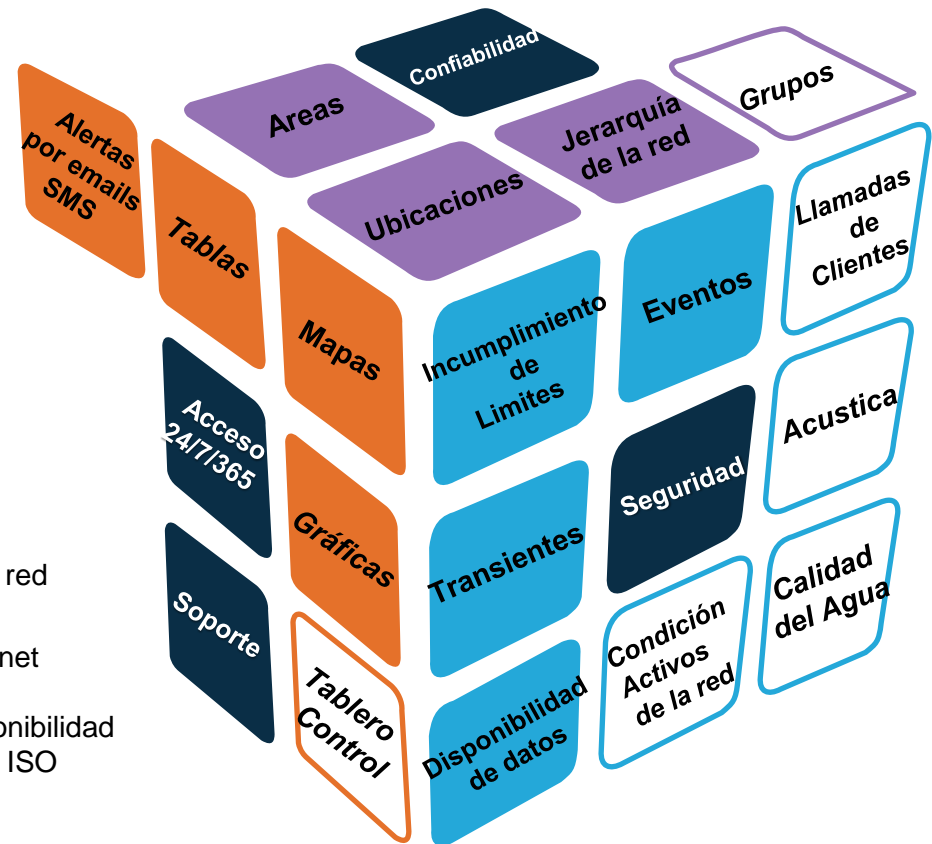 Confiabilidad
Areas
Grupos
Jerarquía
de la red
Ubicaciones
Alertas
por emails
SMS
Tablas
Mapas
Acceso
24/7/365
Gráficas
Soporte
Tablero
Control
Incumplimiento
de
Limites
Eventos
Llamadas
de
Clientes
Transientes
Seguridad
Acustica
Disponibilidad
de datos
Condición
Activos
de la red
Calidad
del Agua
red
net
onibilidad
ISO